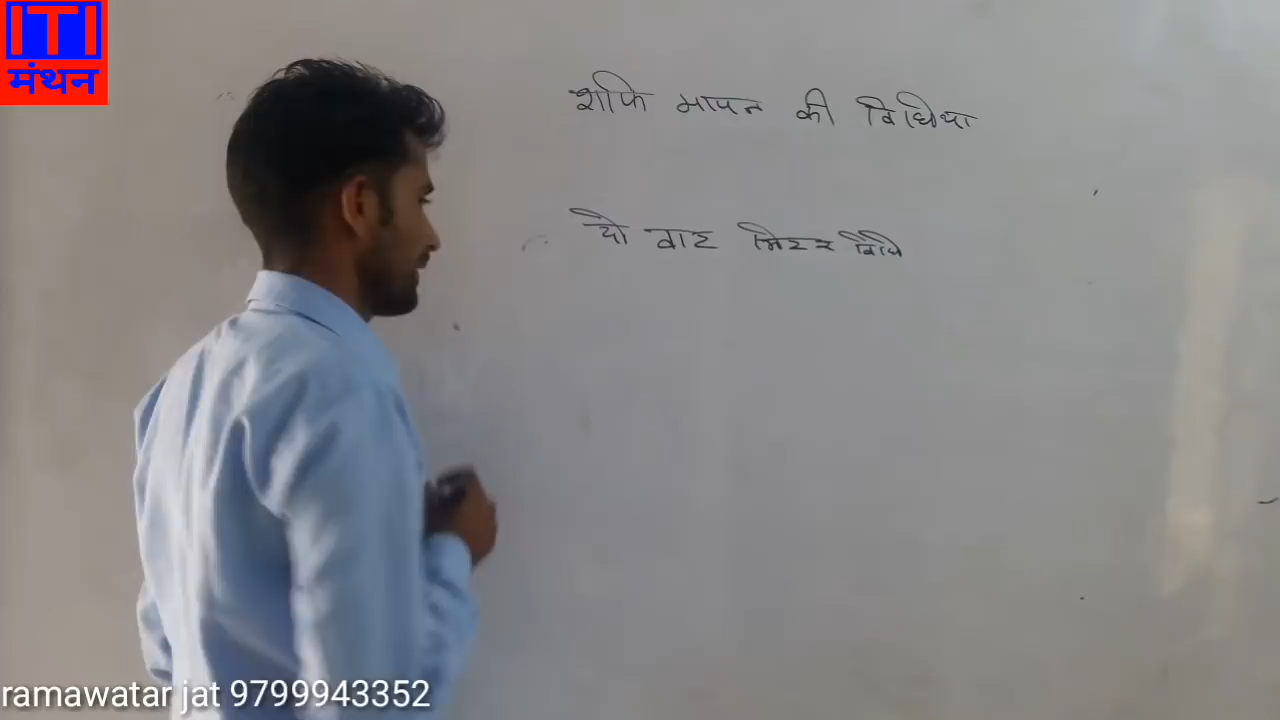 ITI
मंथन
शक्ति मापन की विधिया
दो वाट मिटर विधि
ramawatar jat 9799943352